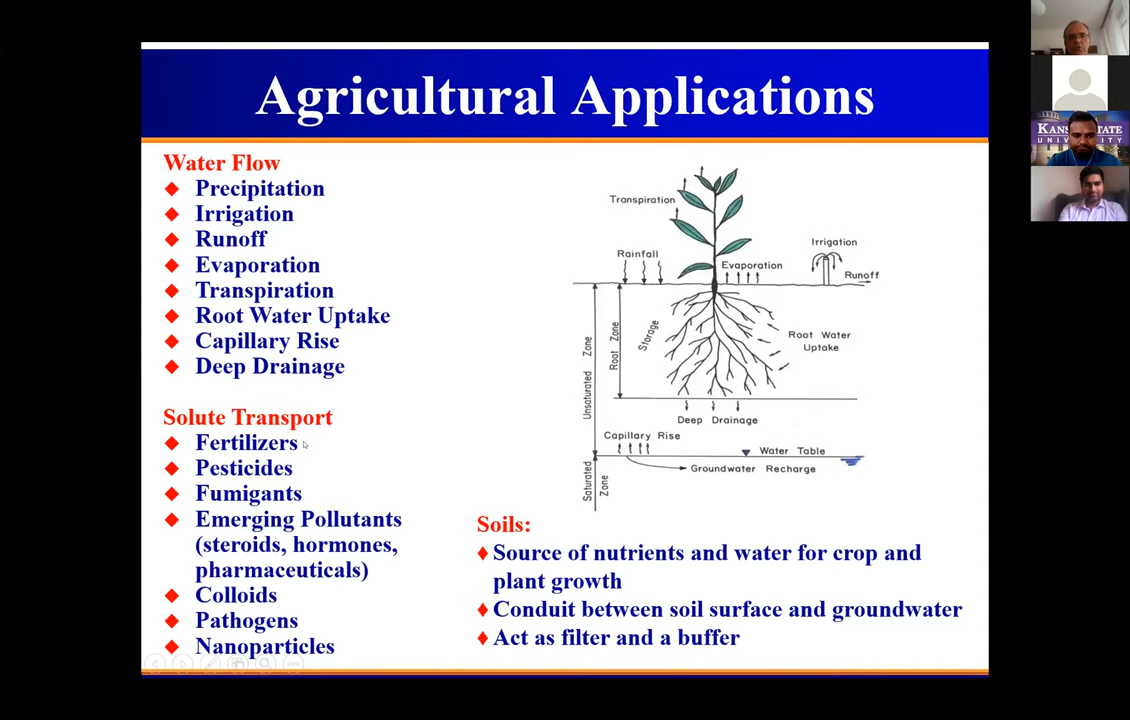 Agricultural Applications
Water Flow
Precipitation
Irrigation
Runoff
Evaporation
Transpiration
Root Water Uptake
Capillary Rise
Deep Drainage
Solute Transport
Fertilizers
Pesticides
Fumigants
Emerging Pollutants
(steroids, hormones,
pharmaceuticals)
Colloids
Pathogens
Nanoparticles
Transpiration
Rainfall
Evaporation
Irrigation
Runoff
Unsaturated Zone
Root Zone
Storage
Root Water
Uptake
Deep Drainage
Capillary Rise
Water Table
Groundwater Recharge
Saturated
Zone
Soils:
Source of nutrients and water for crop and
plant growth
Conduit between soil surface and groundwater
Act as filter and a buffer